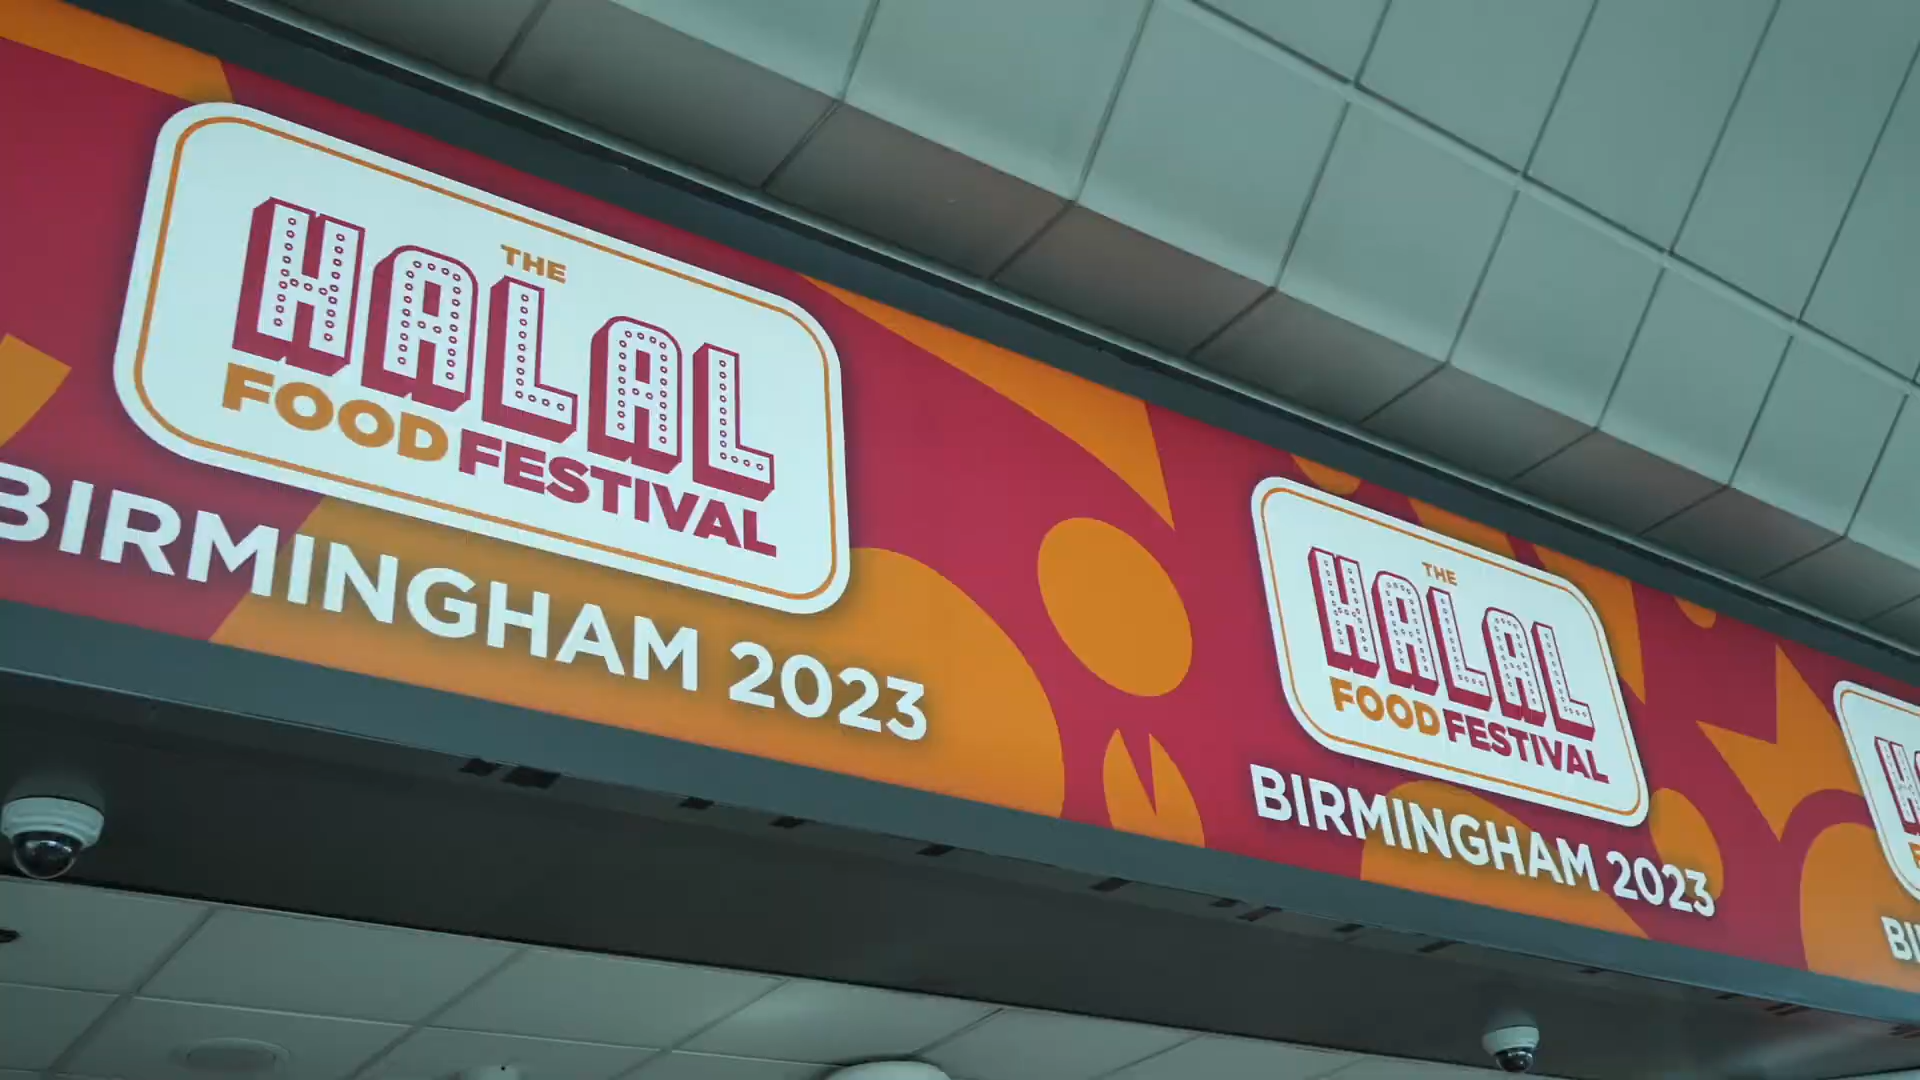 THE
HALAL
FOOD FESTIVAL
BIRMINGHAM 2023
THE
HALAL
FOOD FESTIVAL
BIRMINGHAM 2023